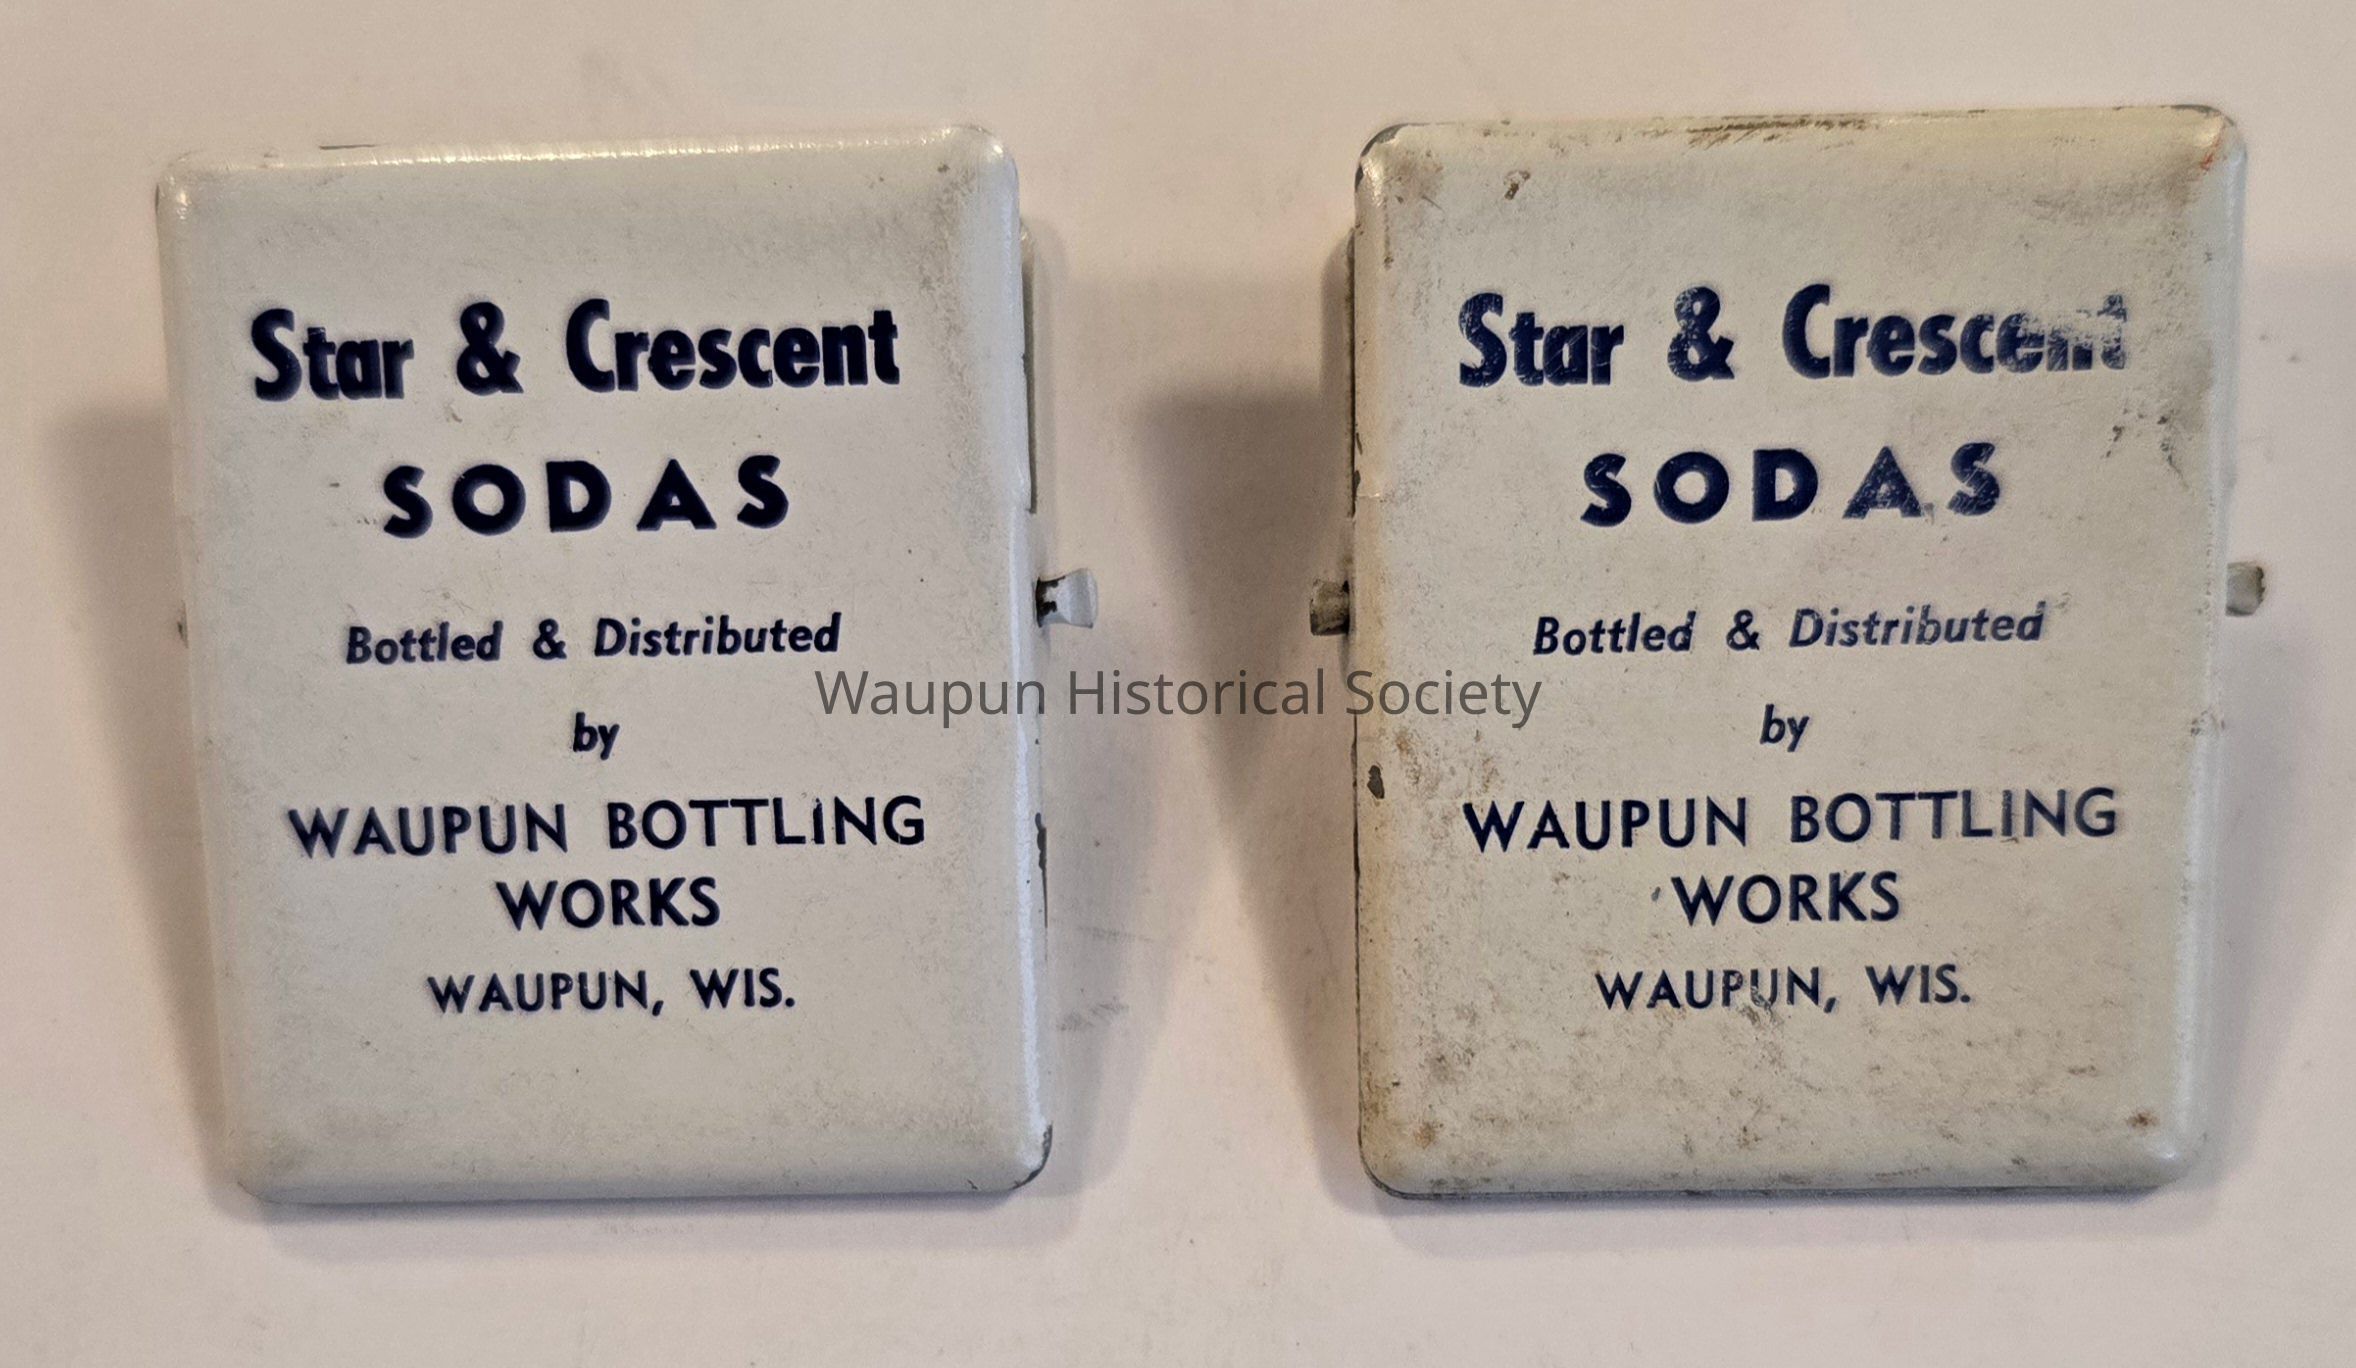 Star & Crescent
SODAS
Bottled & Distributed
by
WAUPUN BOTTLING
WORKS
WAUPUN, WIS.
Star & Crescent
SODAS
Bottled & Distributed
by
WAUPUN BOTTLING
WORKS
WAUPUN, WIS.
Waupun Historical Society